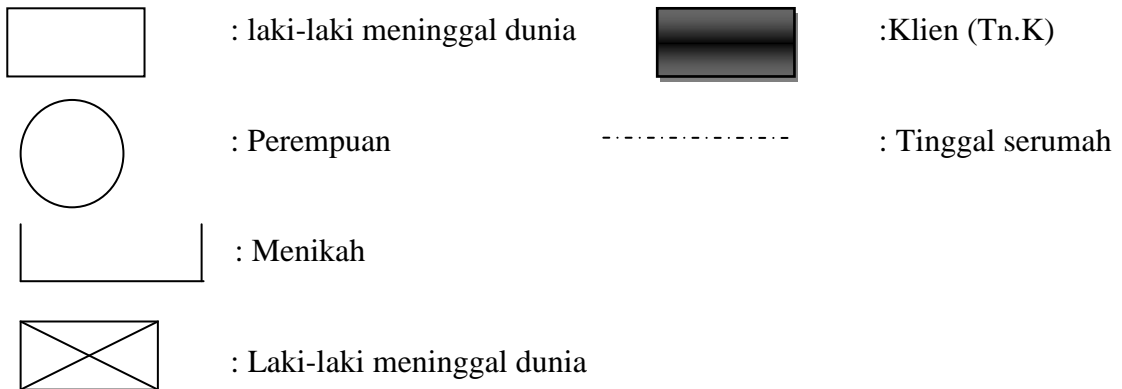 : laki-laki meninggal dunia
:Klien (Tn.K)
: Perempuan
: Tinggal serumah
: Menikah
: Laki-laki meninggal dunia